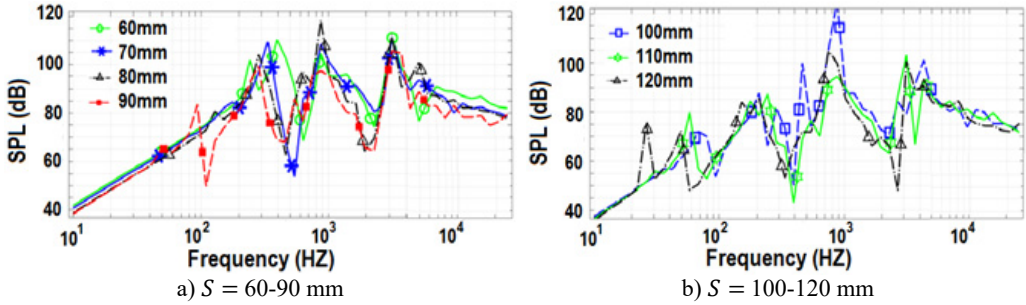 120
100
80
60
40
SPL (dB)
60mm
70mm
80mm
90mm
10^1
10^2
10^3
10^4
Frequency (HZ)
a) S = 60-90 mm
120
100
80
60
40
SPL (dB)
100mm
110mm
120mm
10^1
10^2
10^3
10^4
Frequency (HZ)
b) S = 100-120 mm